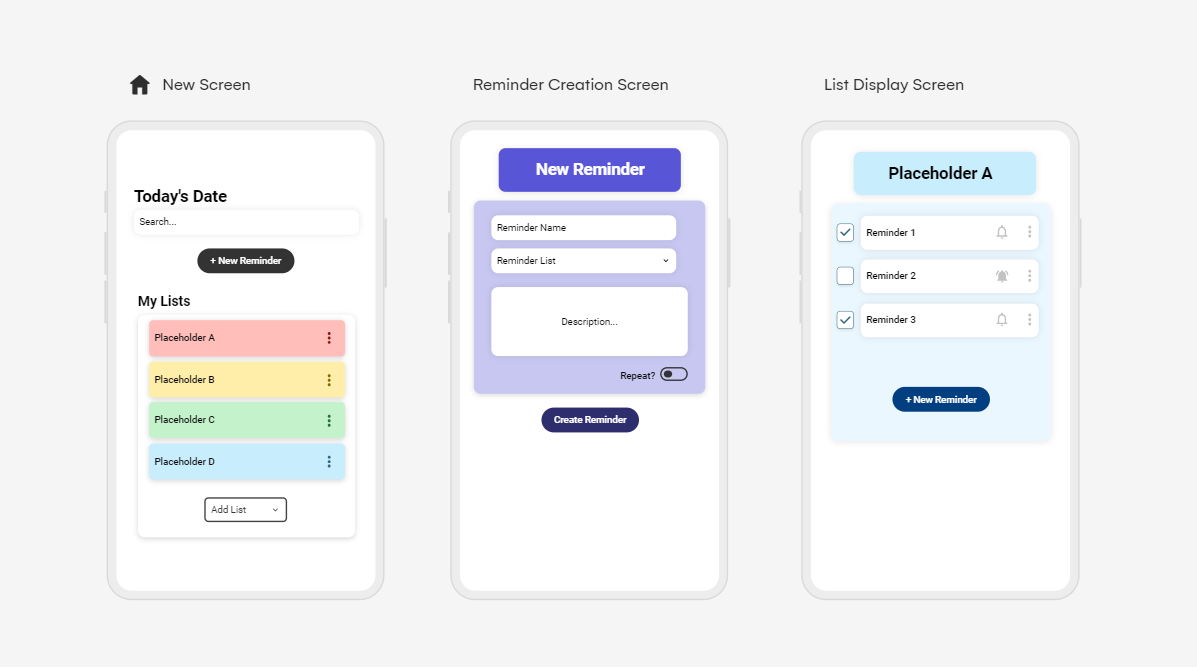 New Screen
Today's Date
Search...
+ New Reminder
My Lists
Placeholder A
Placeholder B
Placeholder C
Placeholder D
Add List
Reminder Creation Screen
New Reminder
Reminder Name
Reminder List
Description...
Repeat?
Create Reminder
List Display Screen
Placeholder A
Reminder 1
Reminder 2
Reminder 3
+ New Reminder